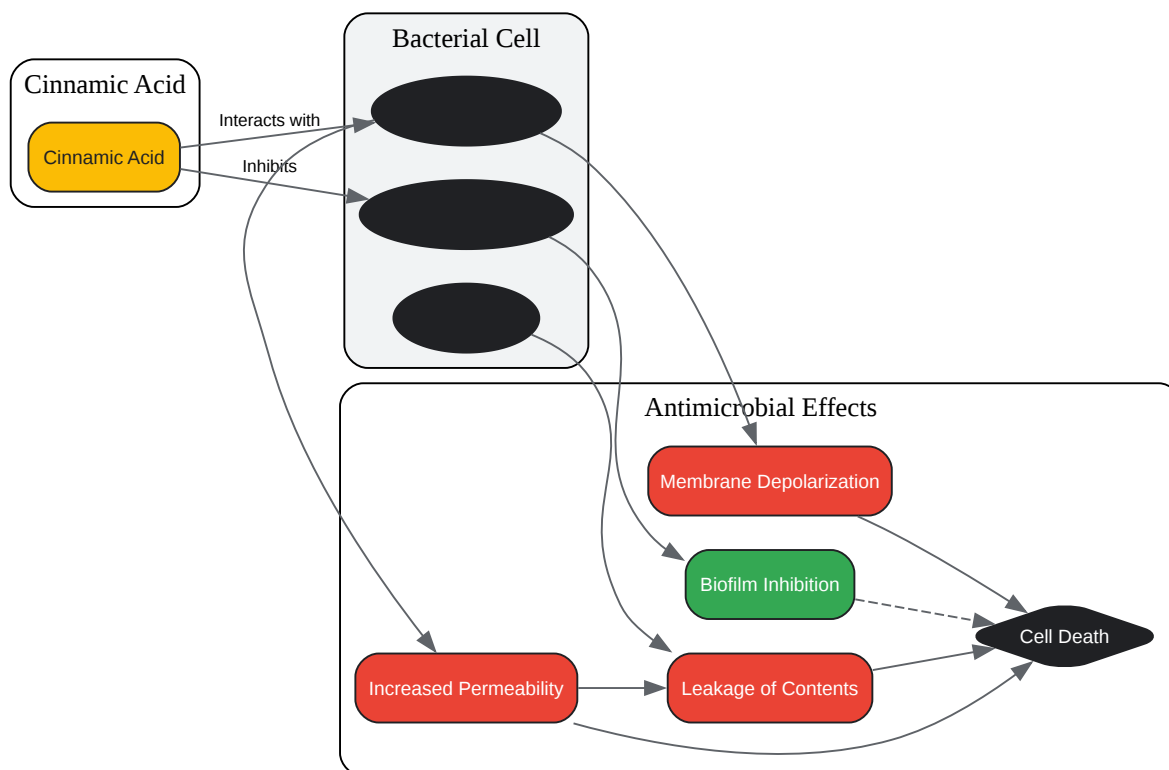 Bacterial Cell
Cinnamic Acid
Cinnamic Acid
Interacts with
Inhibits
Antimicrobial Effects
Membrane Depolarization
Biofilm Inhibition
Cell Death
Increased Permeability
Leakage of Contents